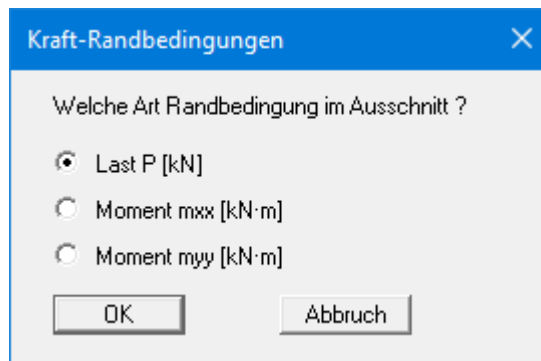 Kraft-Randbedingungen
Welche Art Randbedingung im Ausschnitt ?
Last P [kN]
Moment mxx [kN·m]
Moment myy [kN·m]
OK Abbruch